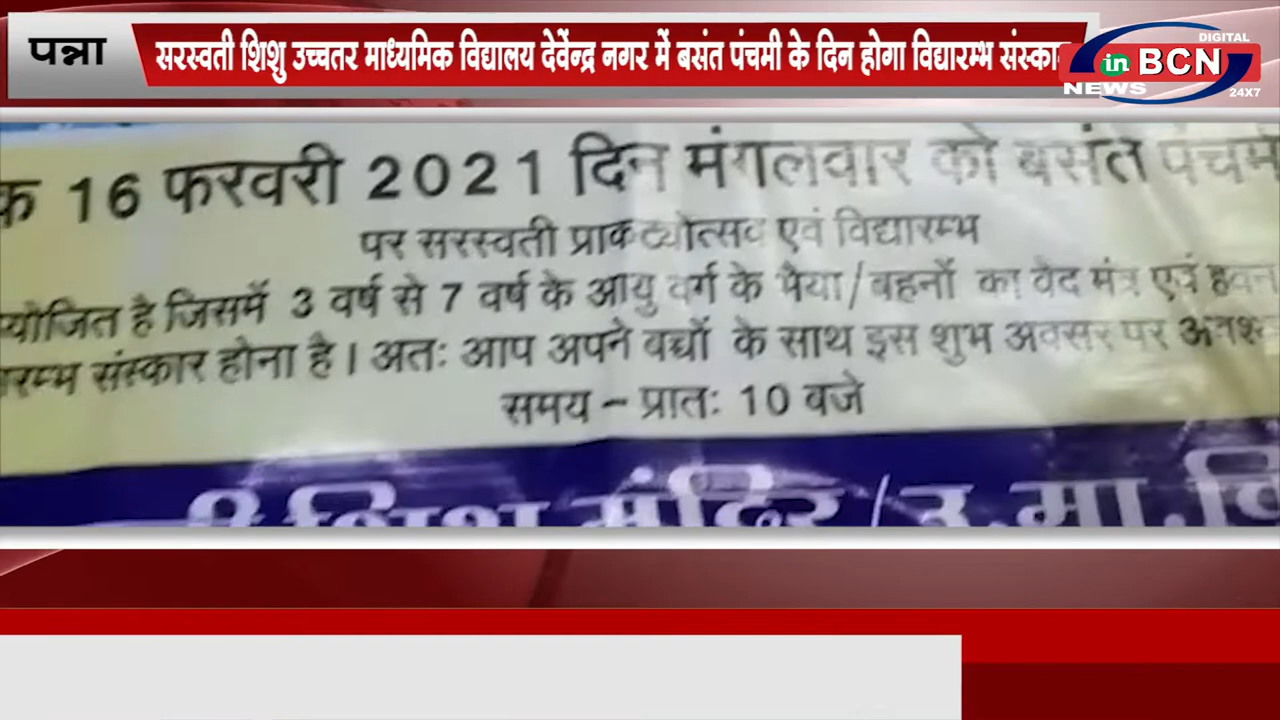 पन्ना
सरस्वती शिशु उच्चतर माध्यमिक विद्यालय देवेंन्द्र नगर में बसंत पंचमी के दिन होगा विद्यारम्भ संस्का
DIGITAL
in BCN
NEWS
24X7
क 16 फरवरी 2021 दिन मंगलवार को बसंत पंचमी
पर सरस्वती प्राकट्योत्सव एवं विद्यारम्भ
योजित है जिसमें 3 वर्ष से 7 वर्ष के आयु वर्ग के भैया/बहनों का वेद मंत्र एवं हवन
रम्भ संस्कार होना है। अतः आप अपने बच्चों के साथ इस शुभ अवसर पर अवश्य
समय – प्रातः 10 बजे
शिशु मंदिर/उ.मा.वि